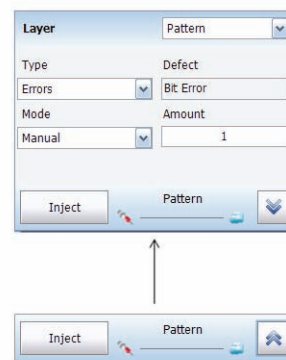 Layer Pattern
Type Defect
Errors Bit Error
Mode Amount
Manual 1
Inject Pattern
Inject Pattern